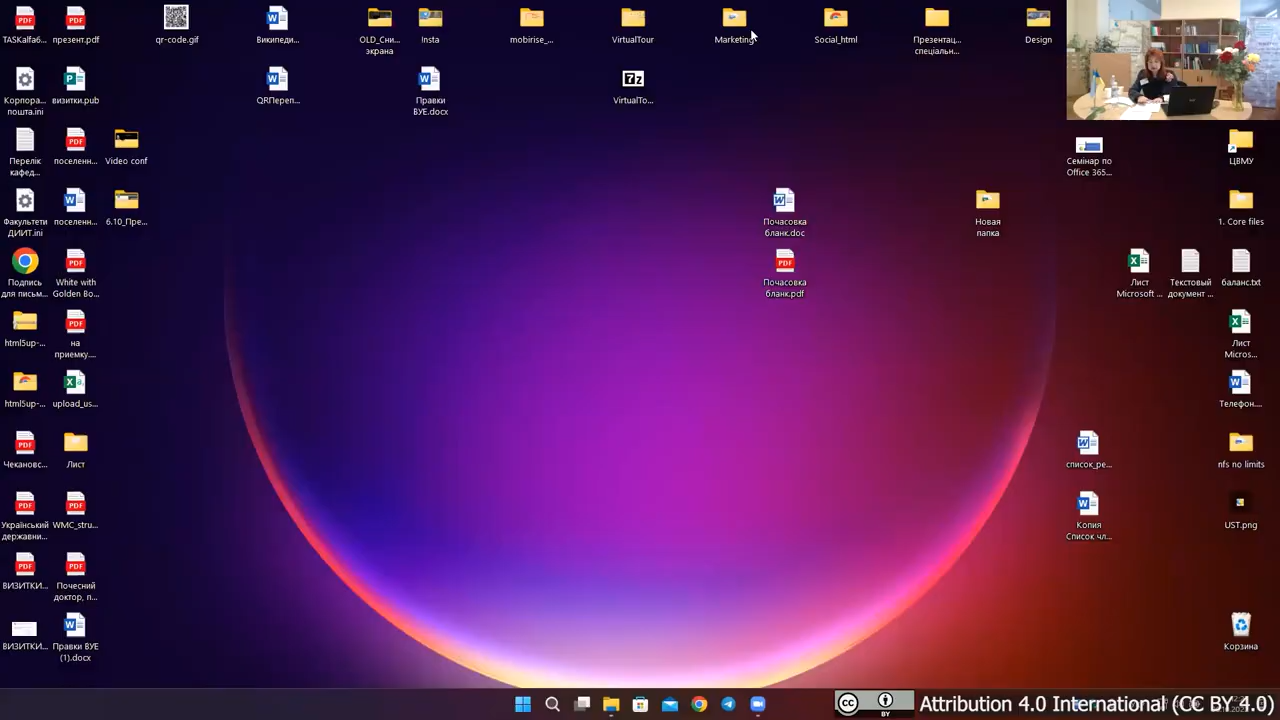 TASKalfaб...
презент.pdf
qr-code.gif
Википеди...
OLD_Сни...
экрана
Insta
mobirise_...
VirtualTour
Marketing
Social_html
Презентац...
спеціальн...
Design
Корпора...
пошта.ini
визитки.pub
QRПереп...
Правки
ВУЕ.docx
7z
VirtualTo...
Перелік
кафед...
поселенн...
Video conf
Семінар по
Office 365...
ЦВМУ
Факультети
ДИИТ.ini
поселенн...
6.10_Пре...
Почасовка
бланк.doc
Новая
папка
1. Core files
Подпись
для письм...
White with
Golden Bo...
Почасовка
бланк.pdf
Лист
Microsoft ...
Текстовый
документ ...
баланс.txt
html5up-...
на
приемку....
Лист
Micros...
html5up-...
upload_us...
Телефон....
Чекановс...
Лист
список_ре...
nfs no limits
Український
державни...
WMC_stru...
Копия
Список чл...
UST.png
ВИЗИТКИ...
Почесний
доктор, п...
ВИЗИТКИ...
Правки ВУЕ
(1).docx
Корзина
cc BY Attribution 4.0 International (CC BY 4.0)